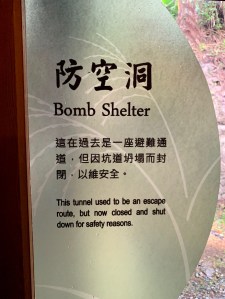 防空洞
Bomb Shelter
這在過去是一座避難通
道，但因坑道坍塌而封
閉，以維安全。
This tunnel used to be an escape
route, but now closed and shut
down for safety reasons.